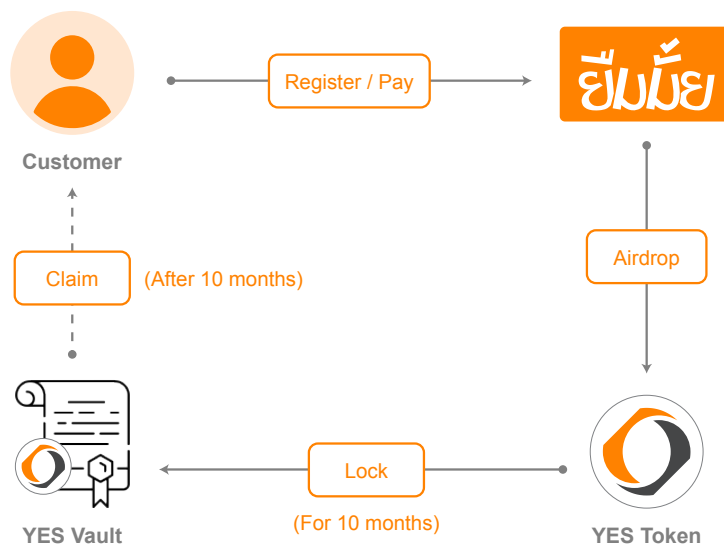 Register / Pay
ยืมมั้ย
Customer
Airdrop
Claim
(After 10 months)
Lock
(For 10 months)
YES Vault
YES Token